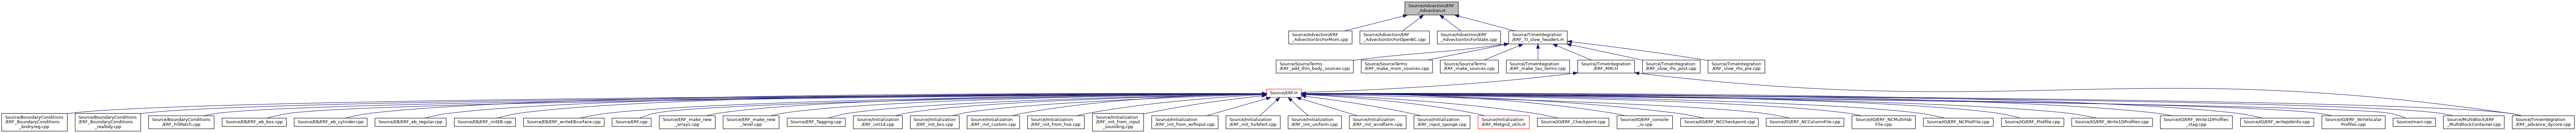 Source/Advection/ERF
_Advection.H
Source/Advection/ERF
_AdvectionSrcForMom.cpp
Source/Advection/ERF
_AdvectionSrcForOpenBC.cpp
Source/Advection/ERF
_AdvectionSrcForState.cpp
Source/TimeIntegration
/ERF_TI_slow_headers.H
Source/SourceTerms
/ERF_add_thin_body_sources.cpp
Source/SourceTerms
/ERF_make_mom_sources.cpp
Source/SourceTerms
/ERF_make_sources.cpp
Source/TimeIntegration
/ERF_make_tau_terms.cpp
Source/TimeIntegration
/ERF_MRI.H
Source/TimeIntegration
/ERF_slow_rhs_post.cpp
Source/TimeIntegration
/ERF_slow_rhs_pre.cpp
Source/ERF.H
Source/BoundaryConditions
/ERF_BoundaryConditions
_bndryreg.cpp
Source/BoundaryConditions
/ERF_BoundaryConditions
_realbdy.cpp
Source/BoundaryConditions
/ERF_FillPatch.cpp
Source/EB/ERF_eb_box.cpp
Source/EB/ERF_eb_cylinder.cpp
Source/EB/ERF_eb_regular.cpp
Source/EB/ERF_initEB.cpp
Source/EB/ERF_writeEBsurface.cpp
Source/ERF.cpp
Source/ERF_make_new
_arrays.cpp
Source/ERF_make_new
_level.cpp
Source/ERF_Tagging.cpp
Source/Initialization
/ERF_init1d.cpp
Source/Initialization
/ERF_init_bcs.cpp
Source/Initialization
/ERF_init_custom.cpp
Source/Initialization
/ERF_init_from_hse.cpp
Source/Initialization
/ERF_init_from_input
_sounding.cpp
Source/Initialization
/ERF_init_from_wrfinput.cpp
Source/Initialization
/ERF_init_TurbPert.cpp
Source/Initialization
/ERF_init_uniform.cpp
Source/Initialization
/ERF_init_windfarm.cpp
Source/Initialization
/ERF_input_sponge.cpp
Source/Initialization
/ERF_Metgrid_utils.H
Source/IO/ERF_Checkpoint.cpp
Source/IO/ERF_console
_io.cpp
Source/IO/ERF_NCCheckpoint.cpp
Source/IO/ERF_NCColumnFile.cpp
Source/IO/ERF_NCMultiFab
File.cpp
Source/IO/ERF_NCPlotFile.cpp
Source/IO/ERF_Plotfile.cpp
Source/IO/ERF_Write1DProfiles.cpp
Source/IO/ERF_Write1DProfiles
_stag.cpp
Source/IO/ERF_writeJobInfo.cpp
Source/IO/ERF_WriteScalar
Profiles.cpp
Source/main.cpp
Source/MultiBlock/ERF
_MultiBlockContainer.cpp
Source/TimeIntegration
/ERF_advance_dycore.cpp